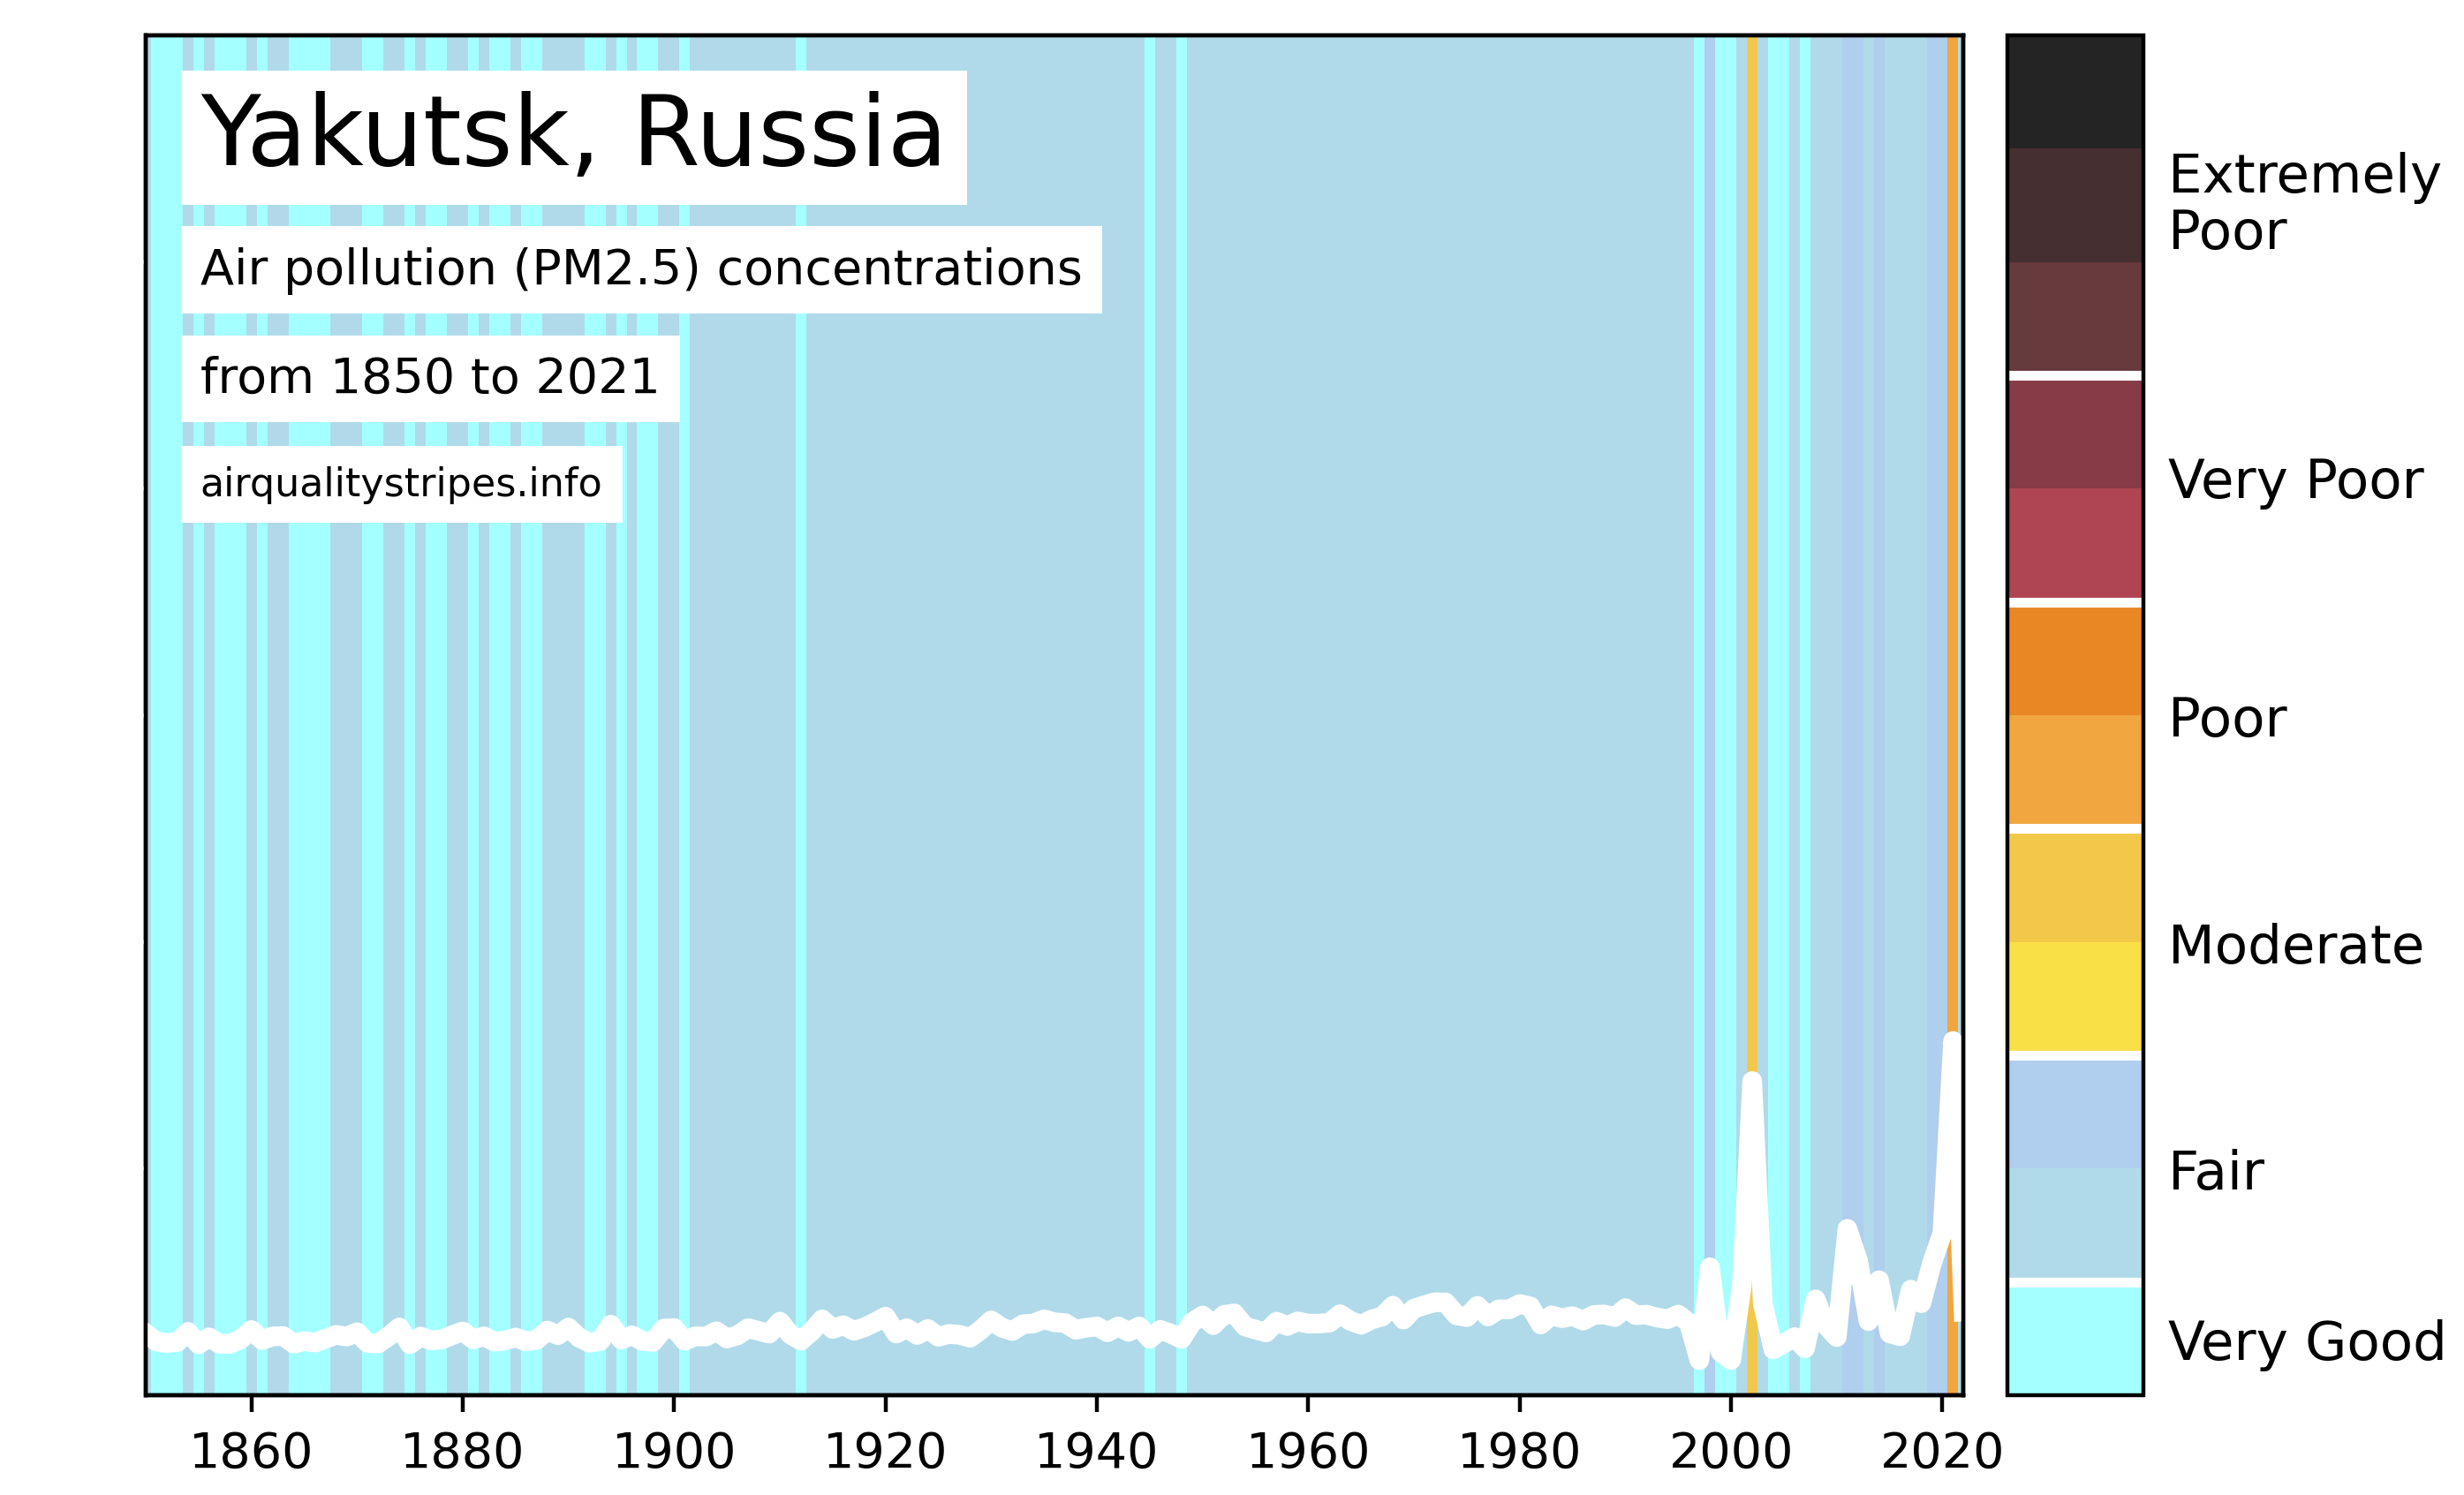 Yakutsk, Russia
Air pollution (PM2.5) concentrations
from 1850 to 2021
airqualitystripes.info
Extremely
Poor
Very Poor
Poor
Moderate
Fair
Very Good
1860 1880 1900 1920 1940 1960 1980 2000 2020